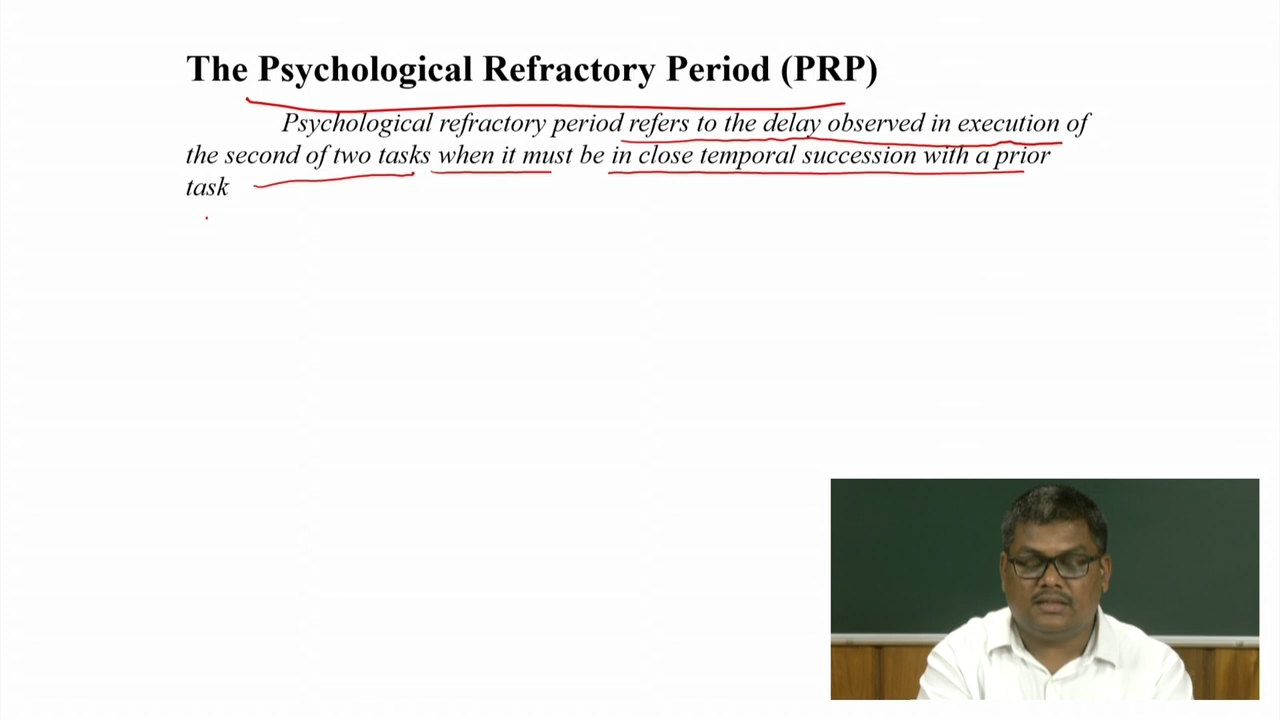 The Psychological Refractory Period (PRP)
Psychological refractory period refers to the delay observed in execution of
the second of two tasks when it must be in close temporal succession with a prior
task